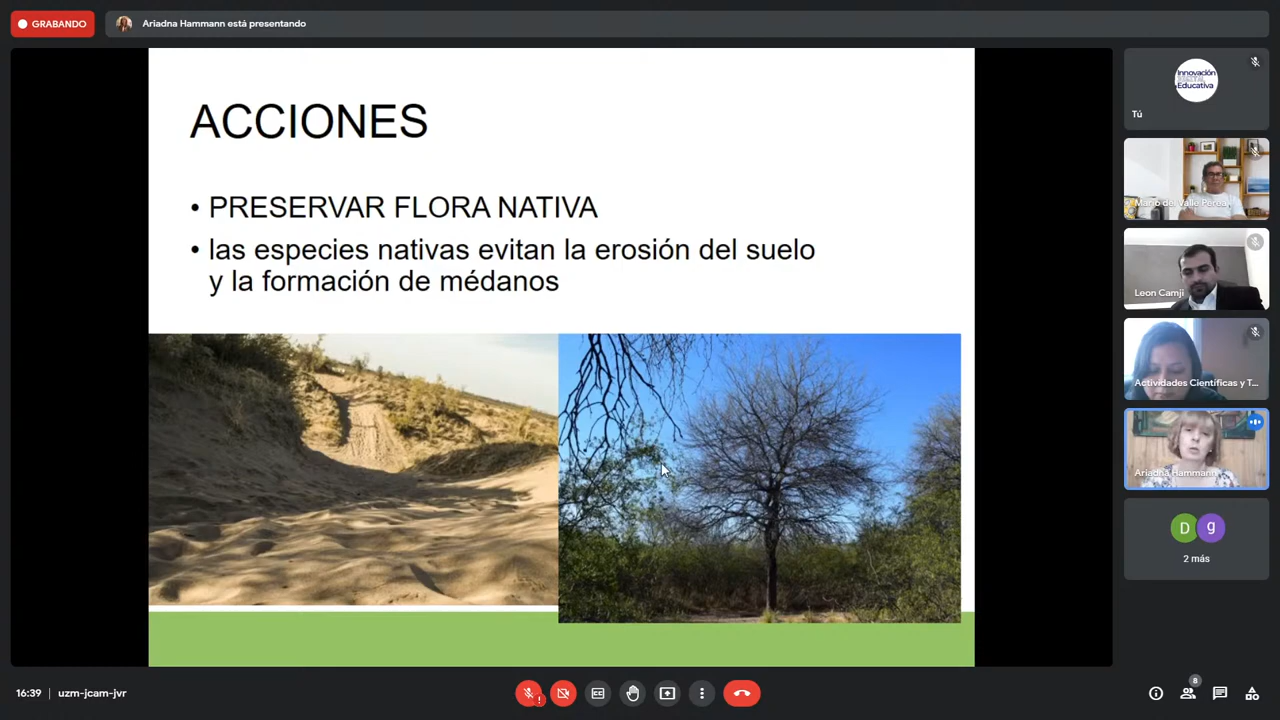 GRABANDO
Ariadna Hammann está presentando
ACCIONES
• PRESERVAR FLORA NATIVA
• las especies nativas evitan la erosión del suelo
y la formación de médanos
Innovación
Educativa
Tú
Mario del Valle Perea
Leon Camji
Actividades Científicas y T...
Ariadna Hammann
D
g
2 más
16:39 | uzm-jcam-jvr
8